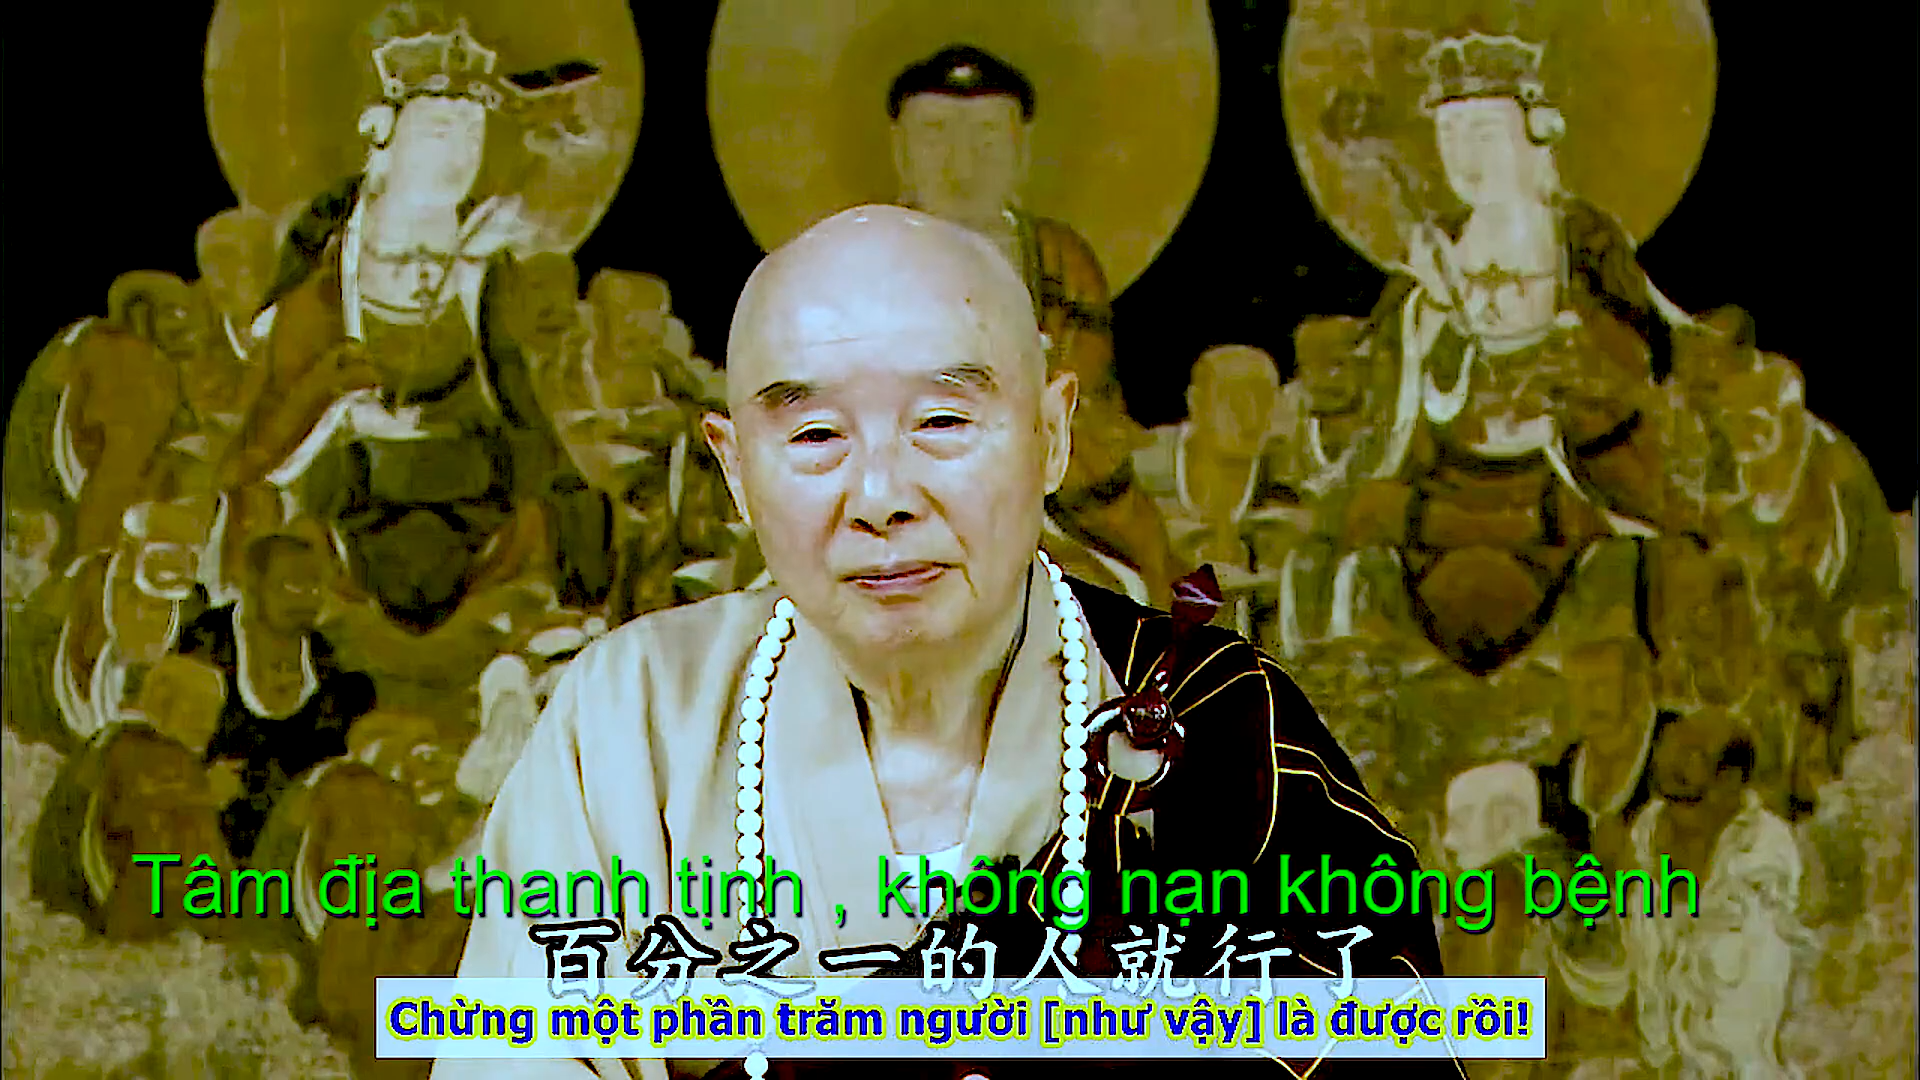 Tâm địa thanh tịnh , không nạn không bệnh
百分之一的人就行了
Chừng một phần trăm người [như vậy] là được rồi!